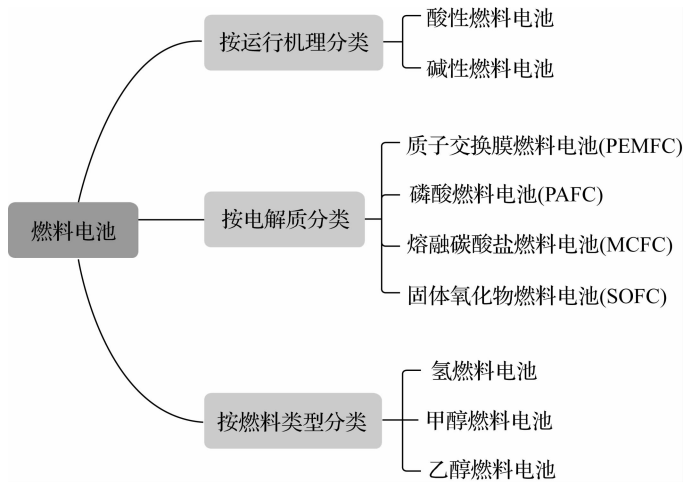 燃料电池
按运行机理分类
酸性燃料电池
碱性燃料电池
按电解质分类
质子交换膜燃料电池(PEMFC)
磷酸燃料电池(PAFC)
熔融碳酸盐燃料电池(MCFC)
固体氧化物燃料电池(SOFC)
按燃料类型分类
氢燃料电池
甲醇燃料电池
乙醇燃料电池